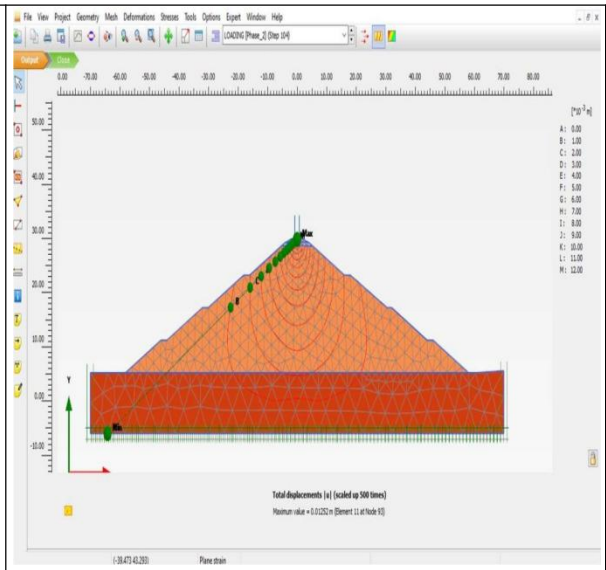 File View Project Geometry Mesh Deformations Stresses Tools Options Expert Window Help
LOADING [Phase_2] (Step 104)
Output Close
0.00 -70.00 -60.00 -50.00 -40.00 -30.00 -20.00 -10.00 0.00 10.00 20.00 30.00 40.00 50.00 60.00 70.00 80.00
[*10⁻³ m]
A: 0.00
B: 1.00
C: 2.00
D: 3.00
E: 4.00
F: 5.00
G: 6.00
H: 7.00
I: 8.00
J: 9.00
K: 10.00
L: 11.00
M: 12.00
50.00
40.00
30.00
20.00
10.00
0.00
-10.00
Max
C
B
Min
Y
Total displacements |u| (scaled up 500 times)
Maximum value = 0.01252 m (Element 11 at Node 93)
(-39.473 43.293) Plane strain